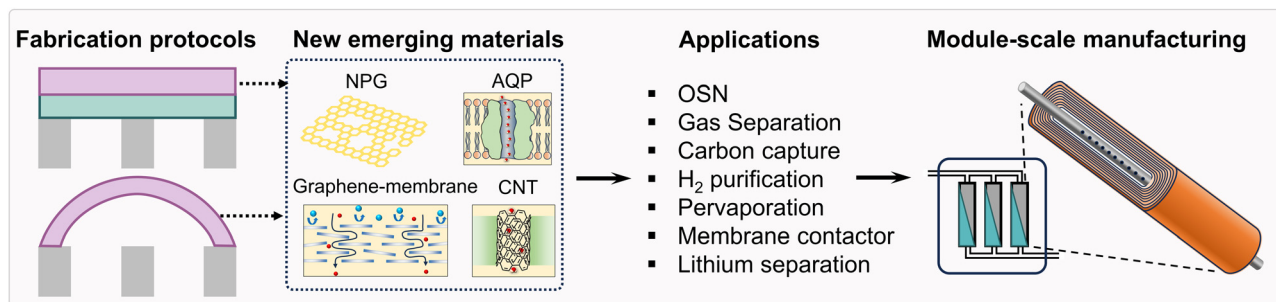 Fabrication protocols
New emerging materials
NPG
AQP
Graphene-membrane
CNT
Applications
▪ OSN
▪ Gas Separation
▪ Carbon capture
▪ H₂ purification
▪ Pervaporation
▪ Membrane contactor
▪ Lithium separation
Module-scale manufacturing